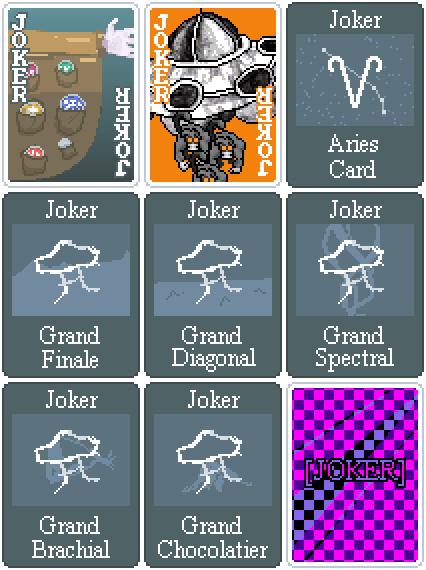 JOKER
JOKER
JOKER
JOKER
Joker
Aries
Card
Joker
Grand
Finale
Joker
Grand
Diagonal
Joker
Grand
Spectral
Joker
Grand
Brachial
Joker
Grand
Chocolatier
[JOKER]